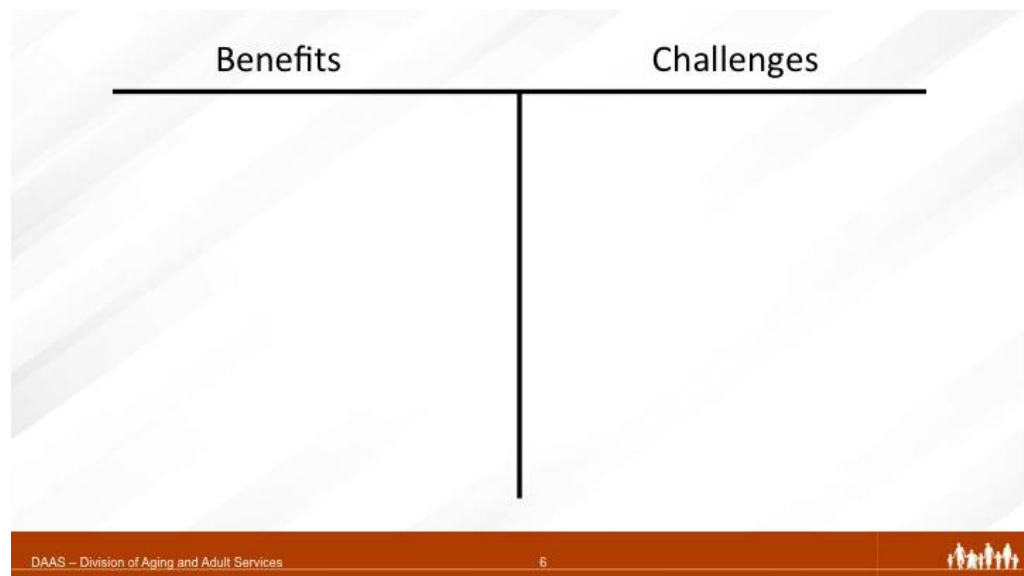 Benefits Challenges
DAAS – Division of Aging and Adult Services 6